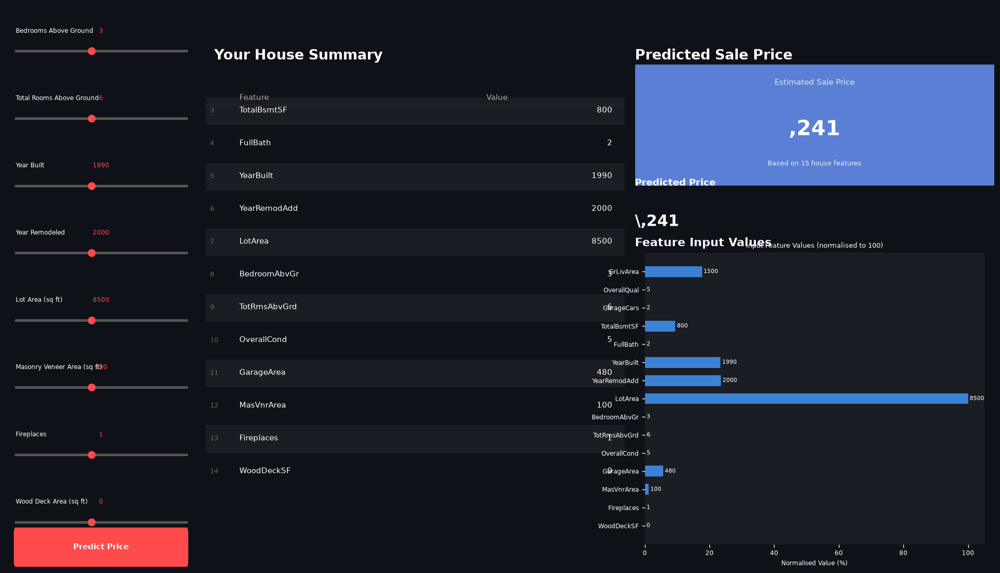 Bedrooms Above Ground 3
Total Rooms Above Ground 6
Year Built 1990
Year Remodeled 2000
Lot Area (sq ft) 8500
Masonry Veneer Area (sq ft) 100
Fireplaces 1
Wood Deck Area (sq ft) 0
Predict Price
Your House Summary
Feature Value
3 TotalBsmtSF 800
4 FullBath 2
5 YearBuilt 1990
6 YearRemodAdd 2000
7 LotArea 8500
8 BedroomAbvGr 3
9 TotRmsAbvGrd 6
10 OverallCond 5
11 GarageArea 480
12 MasVnrArea 100
13 Fireplaces 1
14 WoodDeckSF 0
Predicted Sale Price
Estimated Sale Price
,241
Based on 15 house features
Predicted Price
\,241
Feature Input Values
Input Feature Values (normalised to 100)
GrLivArea 1500
OverallQual 5
GarageCars 2
TotalBsmtSF 800
FullBath 2
YearBuilt 1990
YearRemodAdd 2000
LotArea 8500
BedroomAbvGr 3
TotRmsAbvGrd 6
OverallCond 5
GarageArea 480
MasVnrArea 100
Fireplaces 1
WoodDeckSF 0
0 20 40 60 80 100
Normalised Value (%)